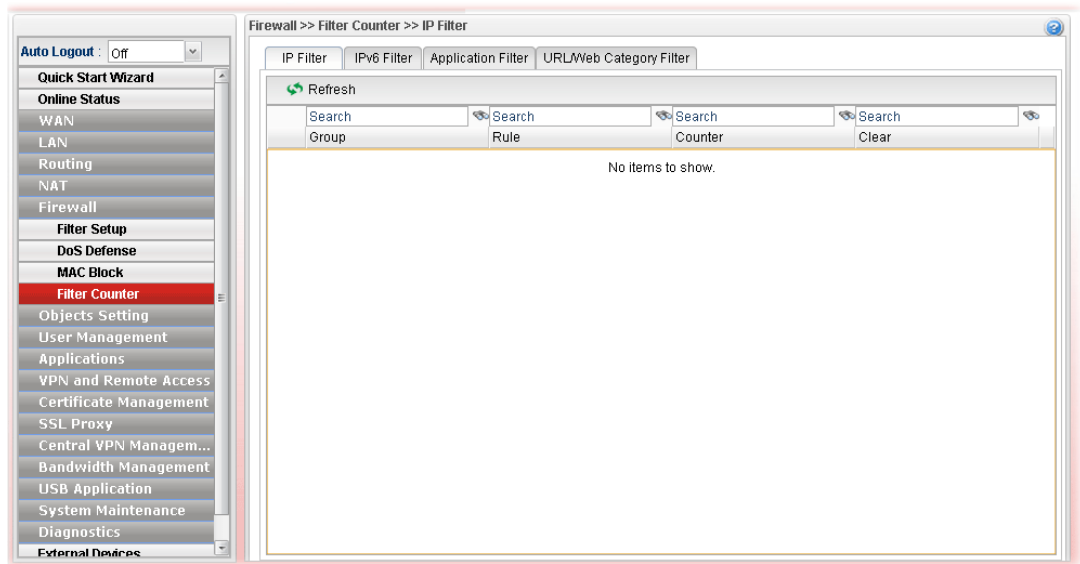 Firewall >> Filter Counter >> IP Filter
Auto Logout : Off
Quick Start Wizard
Online Status
WAN
LAN
Routing
NAT
Firewall
Filter Setup
DoS Defense
MAC Block
Filter Counter
Objects Setting
User Management
Applications
VPN and Remote Access
Certificate Management
SSL Proxy
Central VPN Managem...
Bandwidth Management
USB Application
System Maintenance
Diagnostics
External Devices
IP Filter IPv6 Filter Application Filter URL/Web Category Filter
Refresh
Search Search Search Search
Group Rule Counter Clear
No items to show.